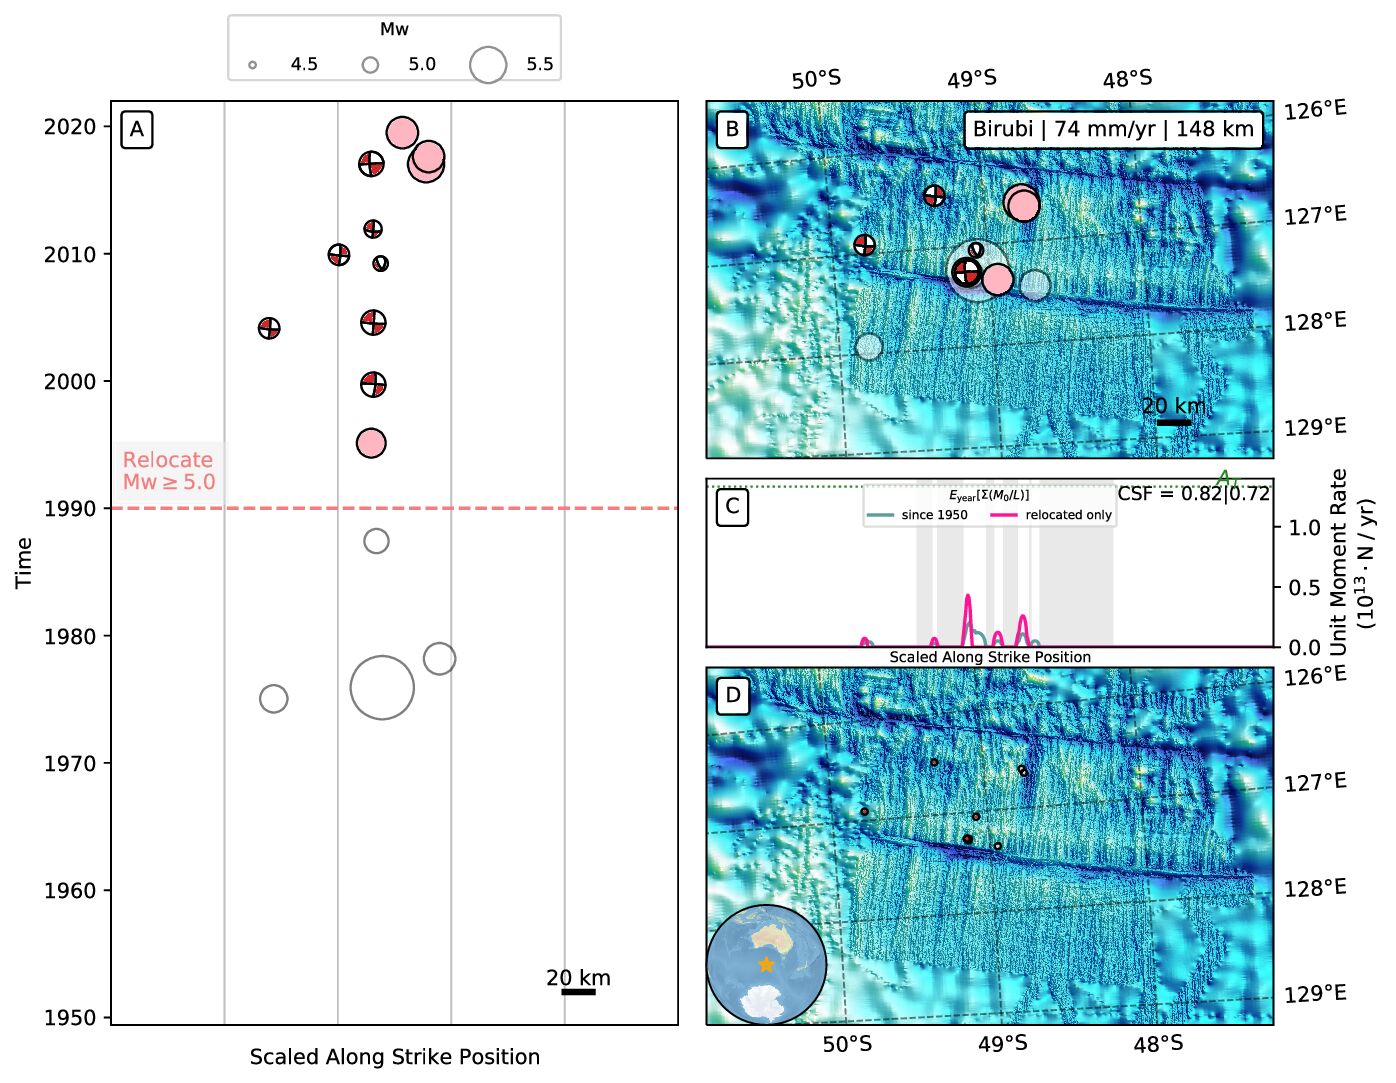 Mw
4.5 5.0 5.5
A
2020
2010
2000
1990
1980
1970
1960
1950
Time
Relocate
Mw ≥ 5.0
20 km
Scaled Along Strike Position
50°S 49°S 48°S
B
Birubi | 74 mm/yr | 148 km
126°E
127°E
128°E
129°E
20 km
C
E_year[Σ(M₀/L)]
since 1950 relocated only
CSF = 0.82|0.72
1.0
0.5
0.0
Unit Moment Rate
(10¹³ · N / yr)
Scaled Along Strike Position
D
126°E
127°E
128°E
129°E
50°S 49°S 48°S